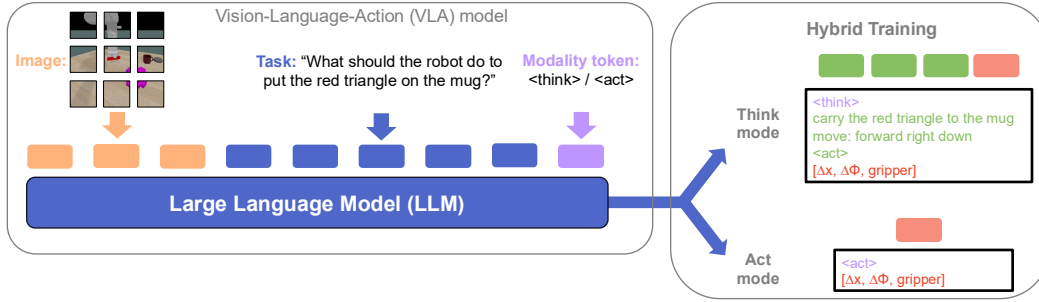 Vision-Language-Action (VLA) model
Image:
Task: “What should the robot do to
put the red triangle on the mug?”
Modality token:
<think> / <act>
Large Language Model (LLM)
Hybrid Training
Think
mode
<think>
carry the red triangle to the mug
move: forward right down
<act>
[Δx, ΔΦ, gripper]
Act
mode
<act>
[Δx, ΔΦ, gripper]